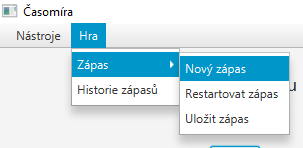 Časomíra
Nástroje Hra
Zápas Nový zápas
Historie zápasů Restartovat zápas
Uložit zápas